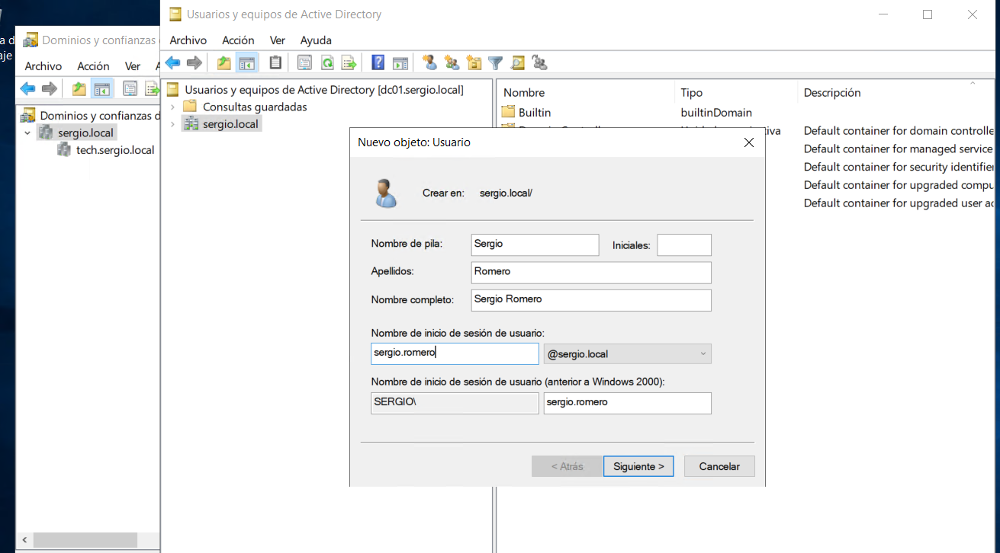 Usuarios y equipos de Active Directory
Archivo Acción Ver Ayuda
Dominios y confianzas
Archivo Acción Ver
Dominios y confianzas d
sergio.local
tech.sergio.local
Usuarios y equipos de Active Directory [dc01.sergio.local]
Consultas guardadas
sergio.local
Nombre Tipo Descripción
Builtin builtinDomain
Default container for domain controlle
Default container for managed service
Default container for security identifie
Default container for upgraded compu
Default container for upgraded user ac
Nuevo objeto: Usuario
Crear en: sergio.local/
Nombre de pila: Sergio Iniciales:
Apellidos: Romero
Nombre completo: Sergio Romero
Nombre de inicio de sesión de usuario:
sergio.romero @sergio.local
Nombre de inicio de sesión de usuario (anterior a Windows 2000):
SERGIO\ sergio.romero
< Atrás Siguiente > Cancelar